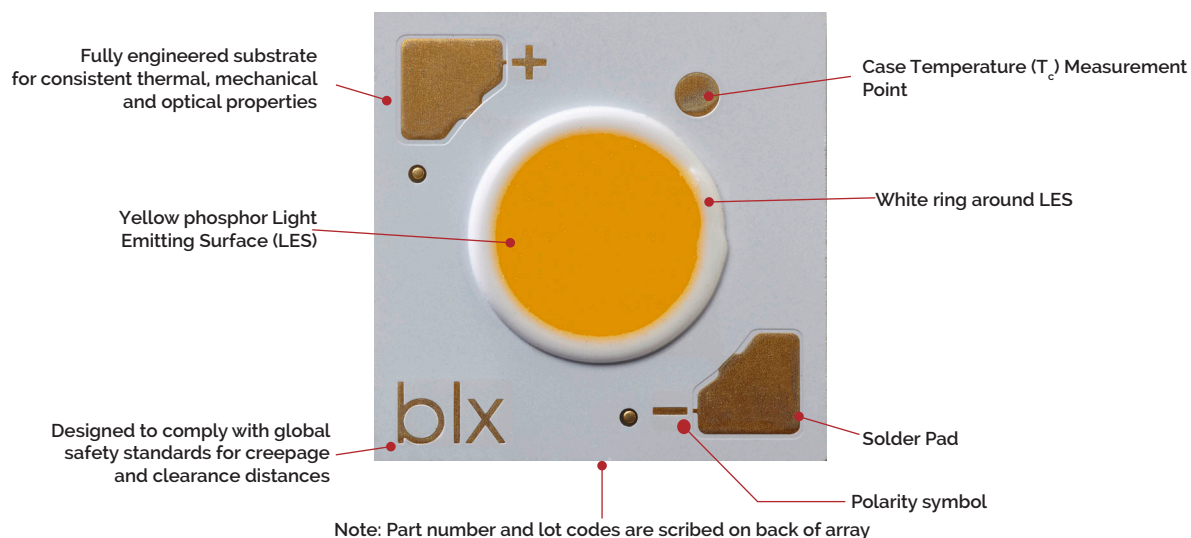 Fully engineered substrate
for consistent thermal, mechanical
and optical properties
+
Case Temperature (Tc) Measurement
Point
White ring around LES
Yellow phosphor Light
Emitting Surface (LES)
blx
−
Designed to comply with global
safety standards for creepage
and clearance distances
Solder Pad
Polarity symbol
Note: Part number and lot codes are scribed on back of array